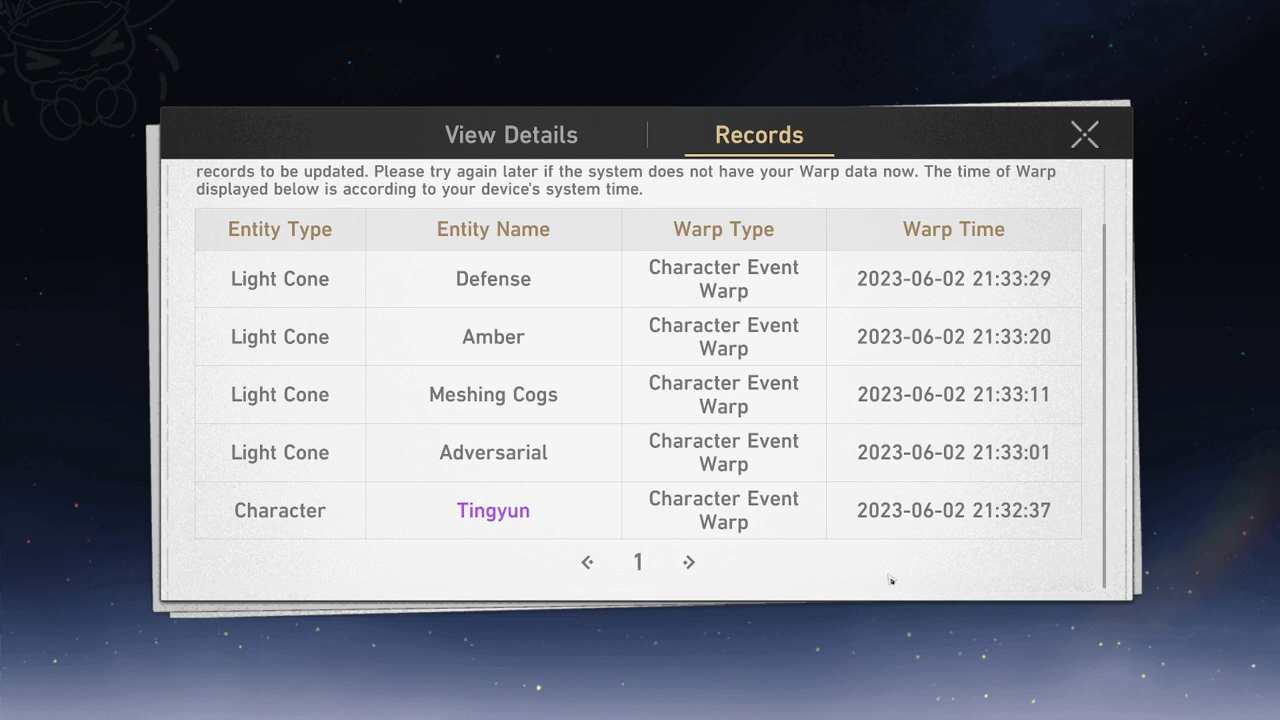 View Details
Records
records to be updated. Please try again later if the system does not have your Warp data now. The time of Warp
displayed below is according to your device's system time.
Entity Type Entity Name Warp Type Warp Time
Light Cone Defense Character Event Warp 2023-06-02 21:33:29
Light Cone Amber Character Event Warp 2023-06-02 21:33:20
Light Cone Meshing Cogs Character Event Warp 2023-06-02 21:33:11
Light Cone Adversarial Character Event Warp 2023-06-02 21:33:01
Character Tingyun Character Event Warp 2023-06-02 21:32:37
1